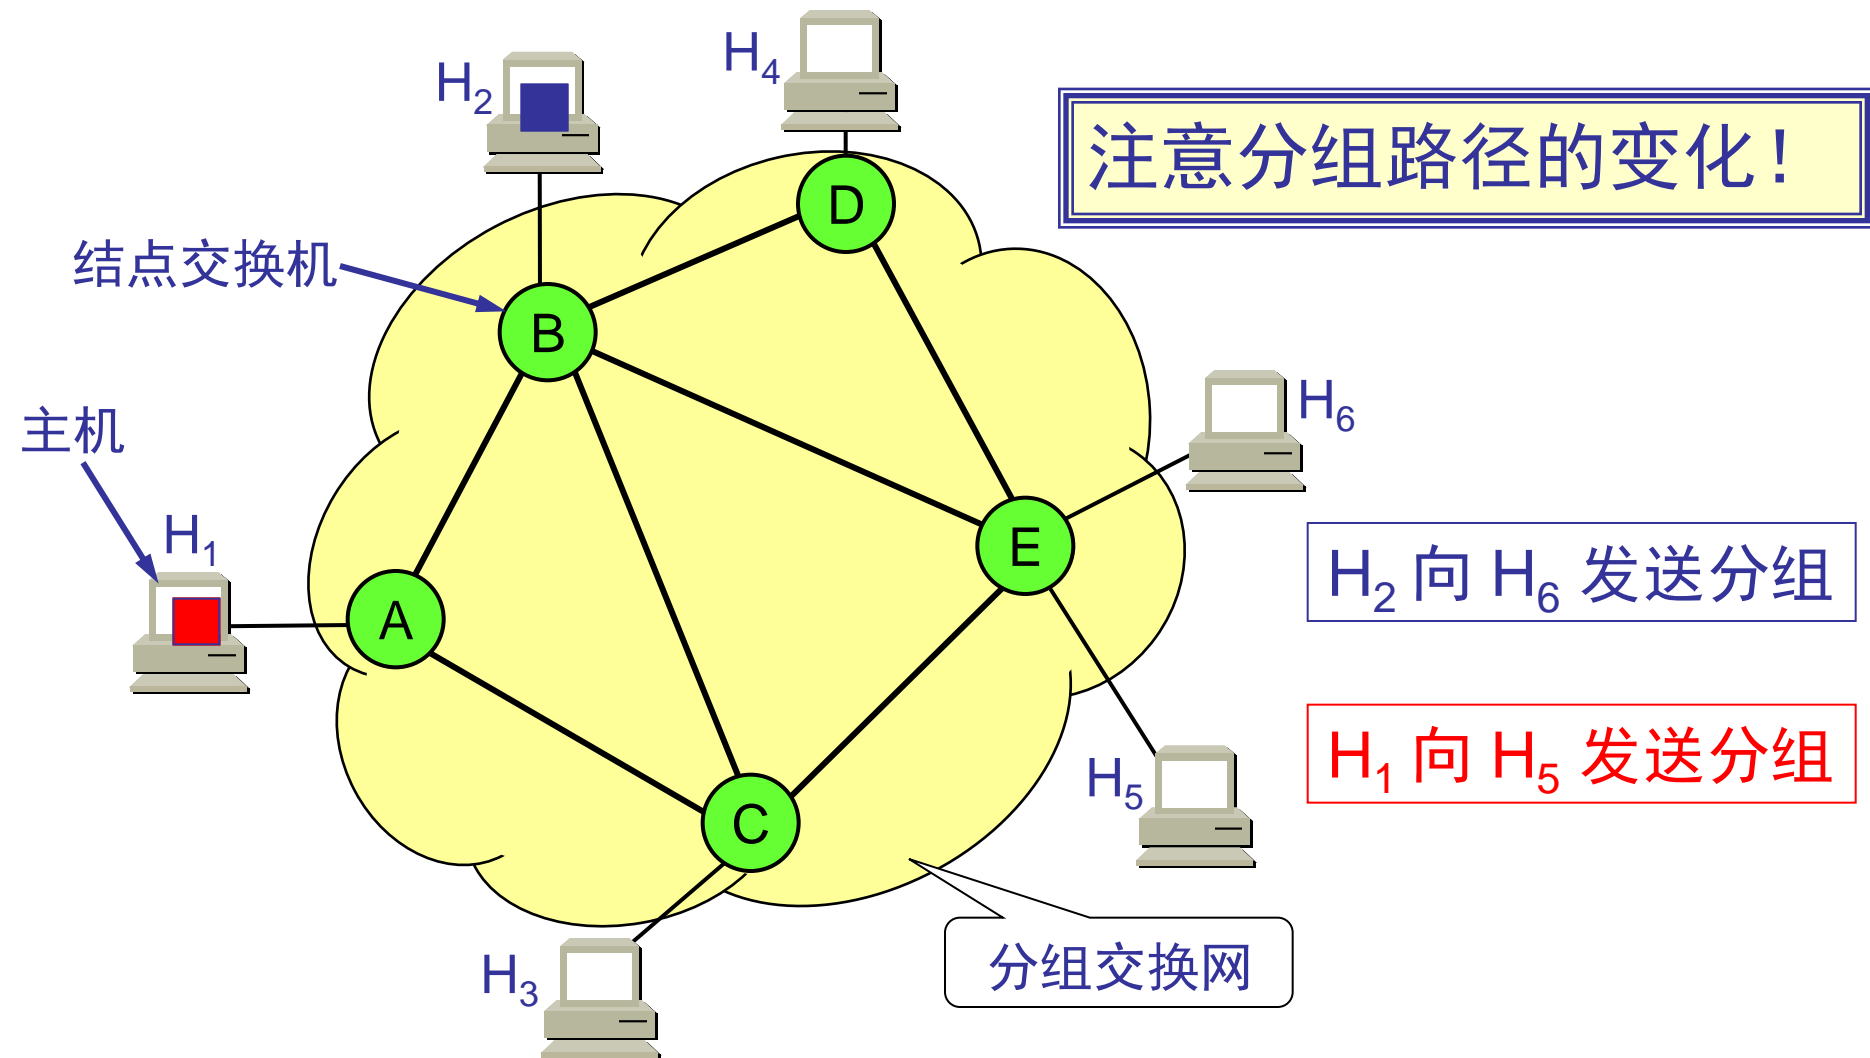 H4
H2
注意分组路径的变化！
D
结点交换机
B
H6
主机
H1
E
H2 向 H6 发送分组
A
H1 向 H5 发送分组
H5
C
分组交换网
H3